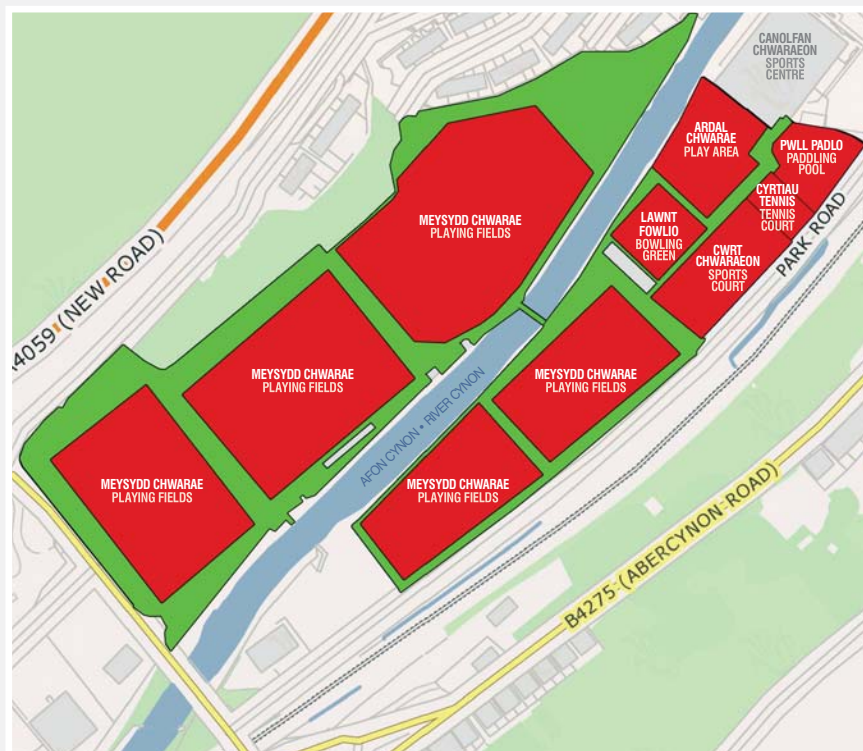 CANOLFAN
CHWARAEON
SPORTS
CENTRE
ARDAL
CHWARAE
PLAY AREA
PWLL PADLO
PADDLING
POOL
CYRTIAU
TENNIS
TENNIS
COURT
MEYSYDD CHWARAE
PLAYING FIELDS
LAWNT
FOWLIO
BOWLING
GREEN
CWRT
CHWARAEON
SPORTS
COURT
PARK ROAD
A4059 (NEW ROAD)
MEYSYDD CHWARAE
PLAYING FIELDS
MEYSYDD CHWARAE
PLAYING FIELDS
AFON CYNON • RIVER CYNON
MEYSYDD CHWARAE
PLAYING FIELDS
MEYSYDD CHWARAE
PLAYING FIELDS
B4275 (ABERCYNON ROAD)